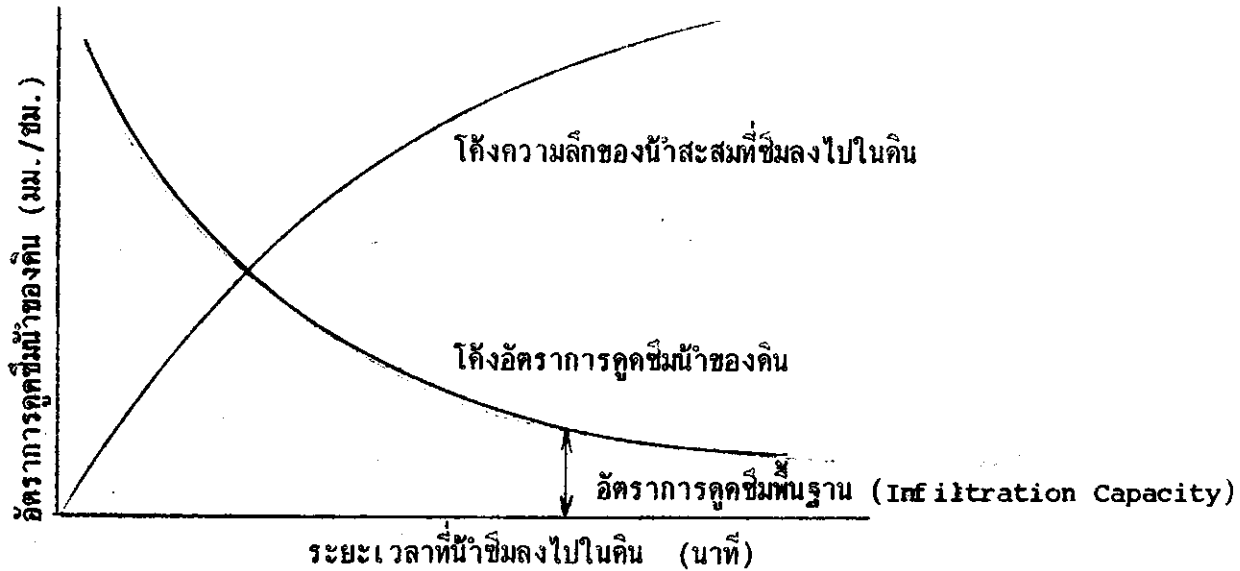 อัตราการดูดซึมน้ำของดิน (มม./ชม.)
โค้งความลึกของน้ำสะสมที่ซึมลงไปในดิน
โค้งอัตราการดูดซึมน้ำของดิน
อัตราการดูดซึมพื้นฐาน (Infiltration Capacity)
ระยะเวลาที่น้ำซึมลงไปในดิน (นาที)